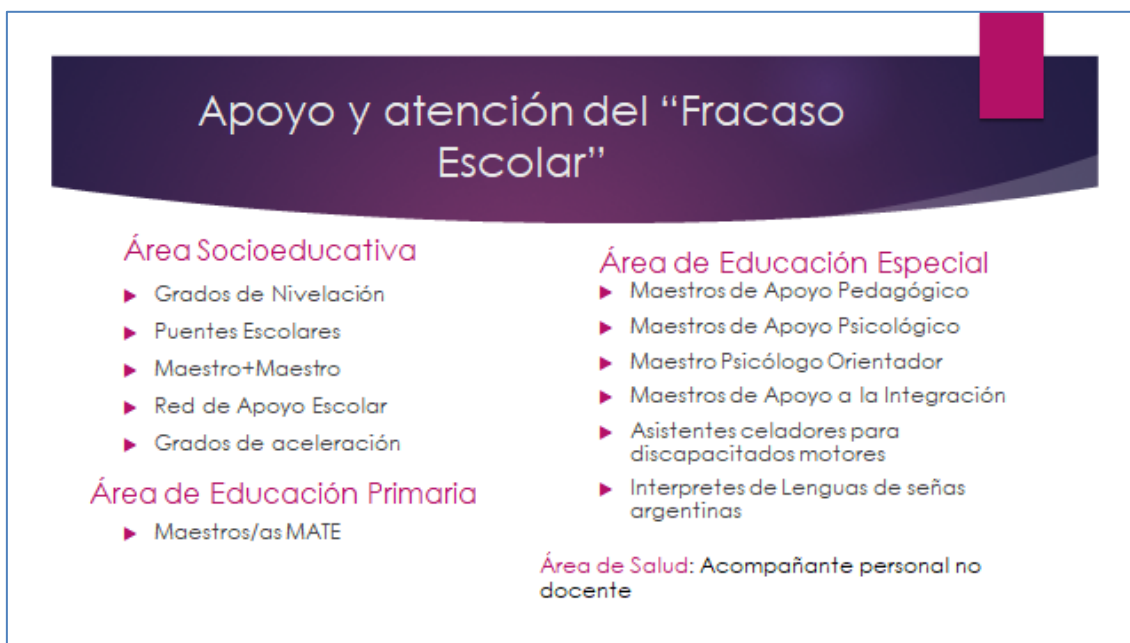 Apoyo y atención del “Fracaso
Escolar”
Área Socioeducativa
Grados de Nivelación
Puentes Escolares
Maestro+Maestro
Red de Apoyo Escolar
Grados de aceleración
Área de Educación Primaria
Maestros/as MATE
Área de Educación Especial
Maestros de Apoyo Pedagógico
Maestros de Apoyo Psicológico
Maestro Psicólogo Orientador
Maestros de Apoyo a la Integración
Asistentes celadores para
discapacitados motores
Interpretes de Lenguas de señas
argentinas
Área de Salud: Acompañante personal no
docente